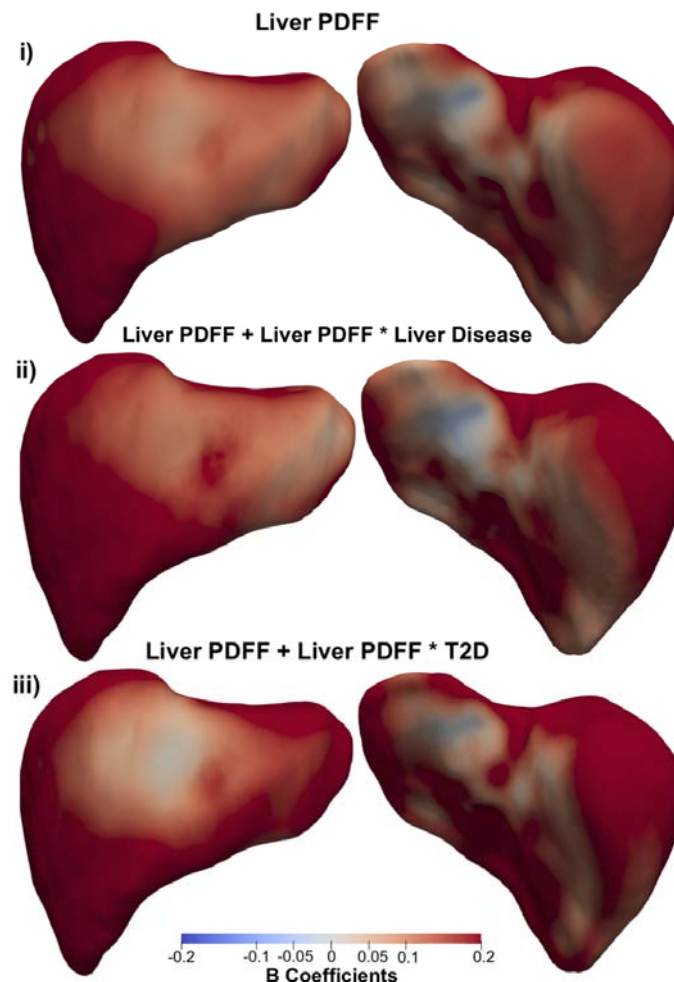 Liver PDFF
i)
Liver PDFF + Liver PDFF * Liver Disease
ii)
Liver PDFF + Liver PDFF * T2D
iii)
-0.2 -0.1 -0.05 0 0.05 0.1 0.2
B Coefficients